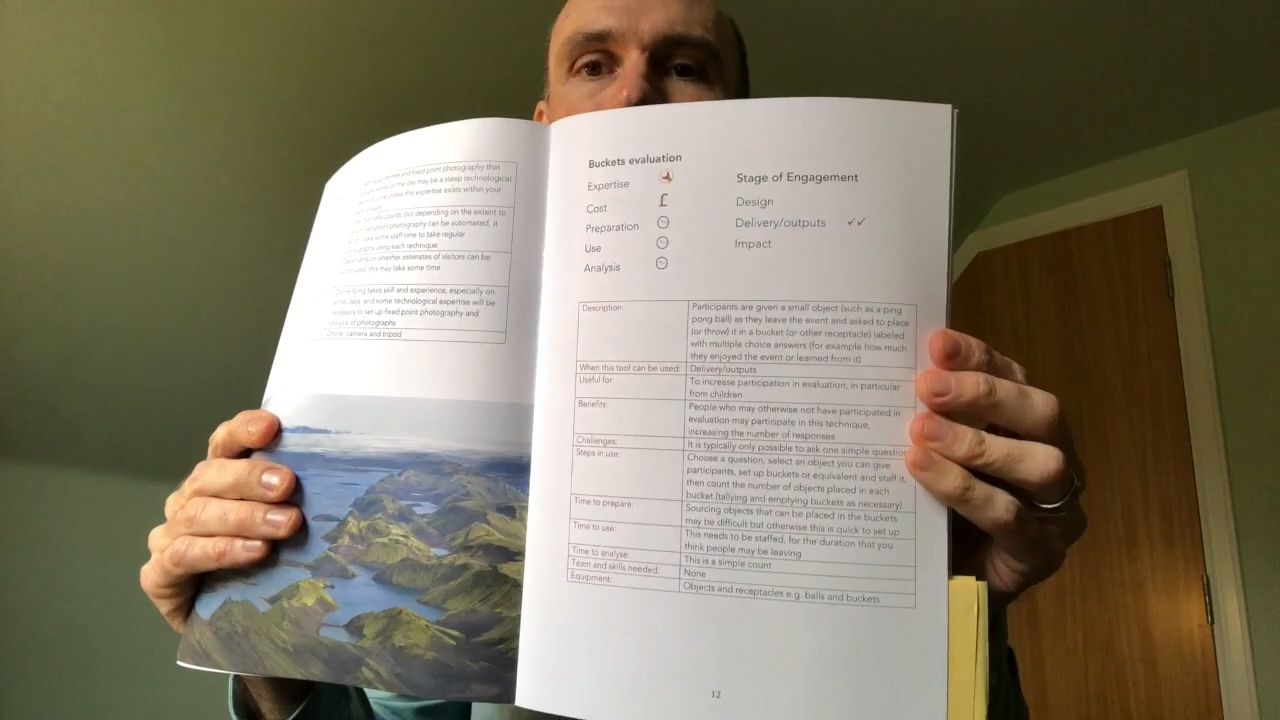 fixed point photography that
on the day may be a steep technological
unless the expertise exists within your
counts, but depending on the extent to
point photography can be automated, it
take some staff time to take regular
using each technique
on whether estimates of visitors can be
this may take some time
flying takes skill and experience, especially on
days, and some technological expertise will be
necessary to set up fixed point photography and
analysis of photographs
Drone, camera and tripod
Buckets evaluation
Expertise
Cost £
Preparation
Use
Analysis
Stage of Engagement
Design
Delivery/outputs ✓✓
Impact
Description: Participants are given a small object (such as a ping
pong ball) as they leave the event and asked to place
(or throw) it in a bucket (or other receptacle) labeled
with multiple choice answers (for example how much
they enjoyed the event or learned from it)
When this tool can be used: Delivery/outputs
Useful for: To increase participation in evaluation, in particular
from children
Benefits: People who may otherwise not have participated in
evaluation may participate in this technique,
increasing the number of responses
Challenges: It is typically only possible to ask one simple question
Steps in use: Choose a question, select an object you can give
participants, set up buckets or equivalent and staff it,
then count the number of objects placed in each
bucket (tallying and emptying buckets as necessary)
Time to prepare: Sourcing objects that can be placed in the buckets
may be difficult but otherwise this is quick to set up
Time to use: This needs to be staffed, for the duration that you
think people may be leaving
Time to analyse: This is a simple count
Team and skills needed: None
Equipment: Objects and receptacles e.g. balls and buckets
12